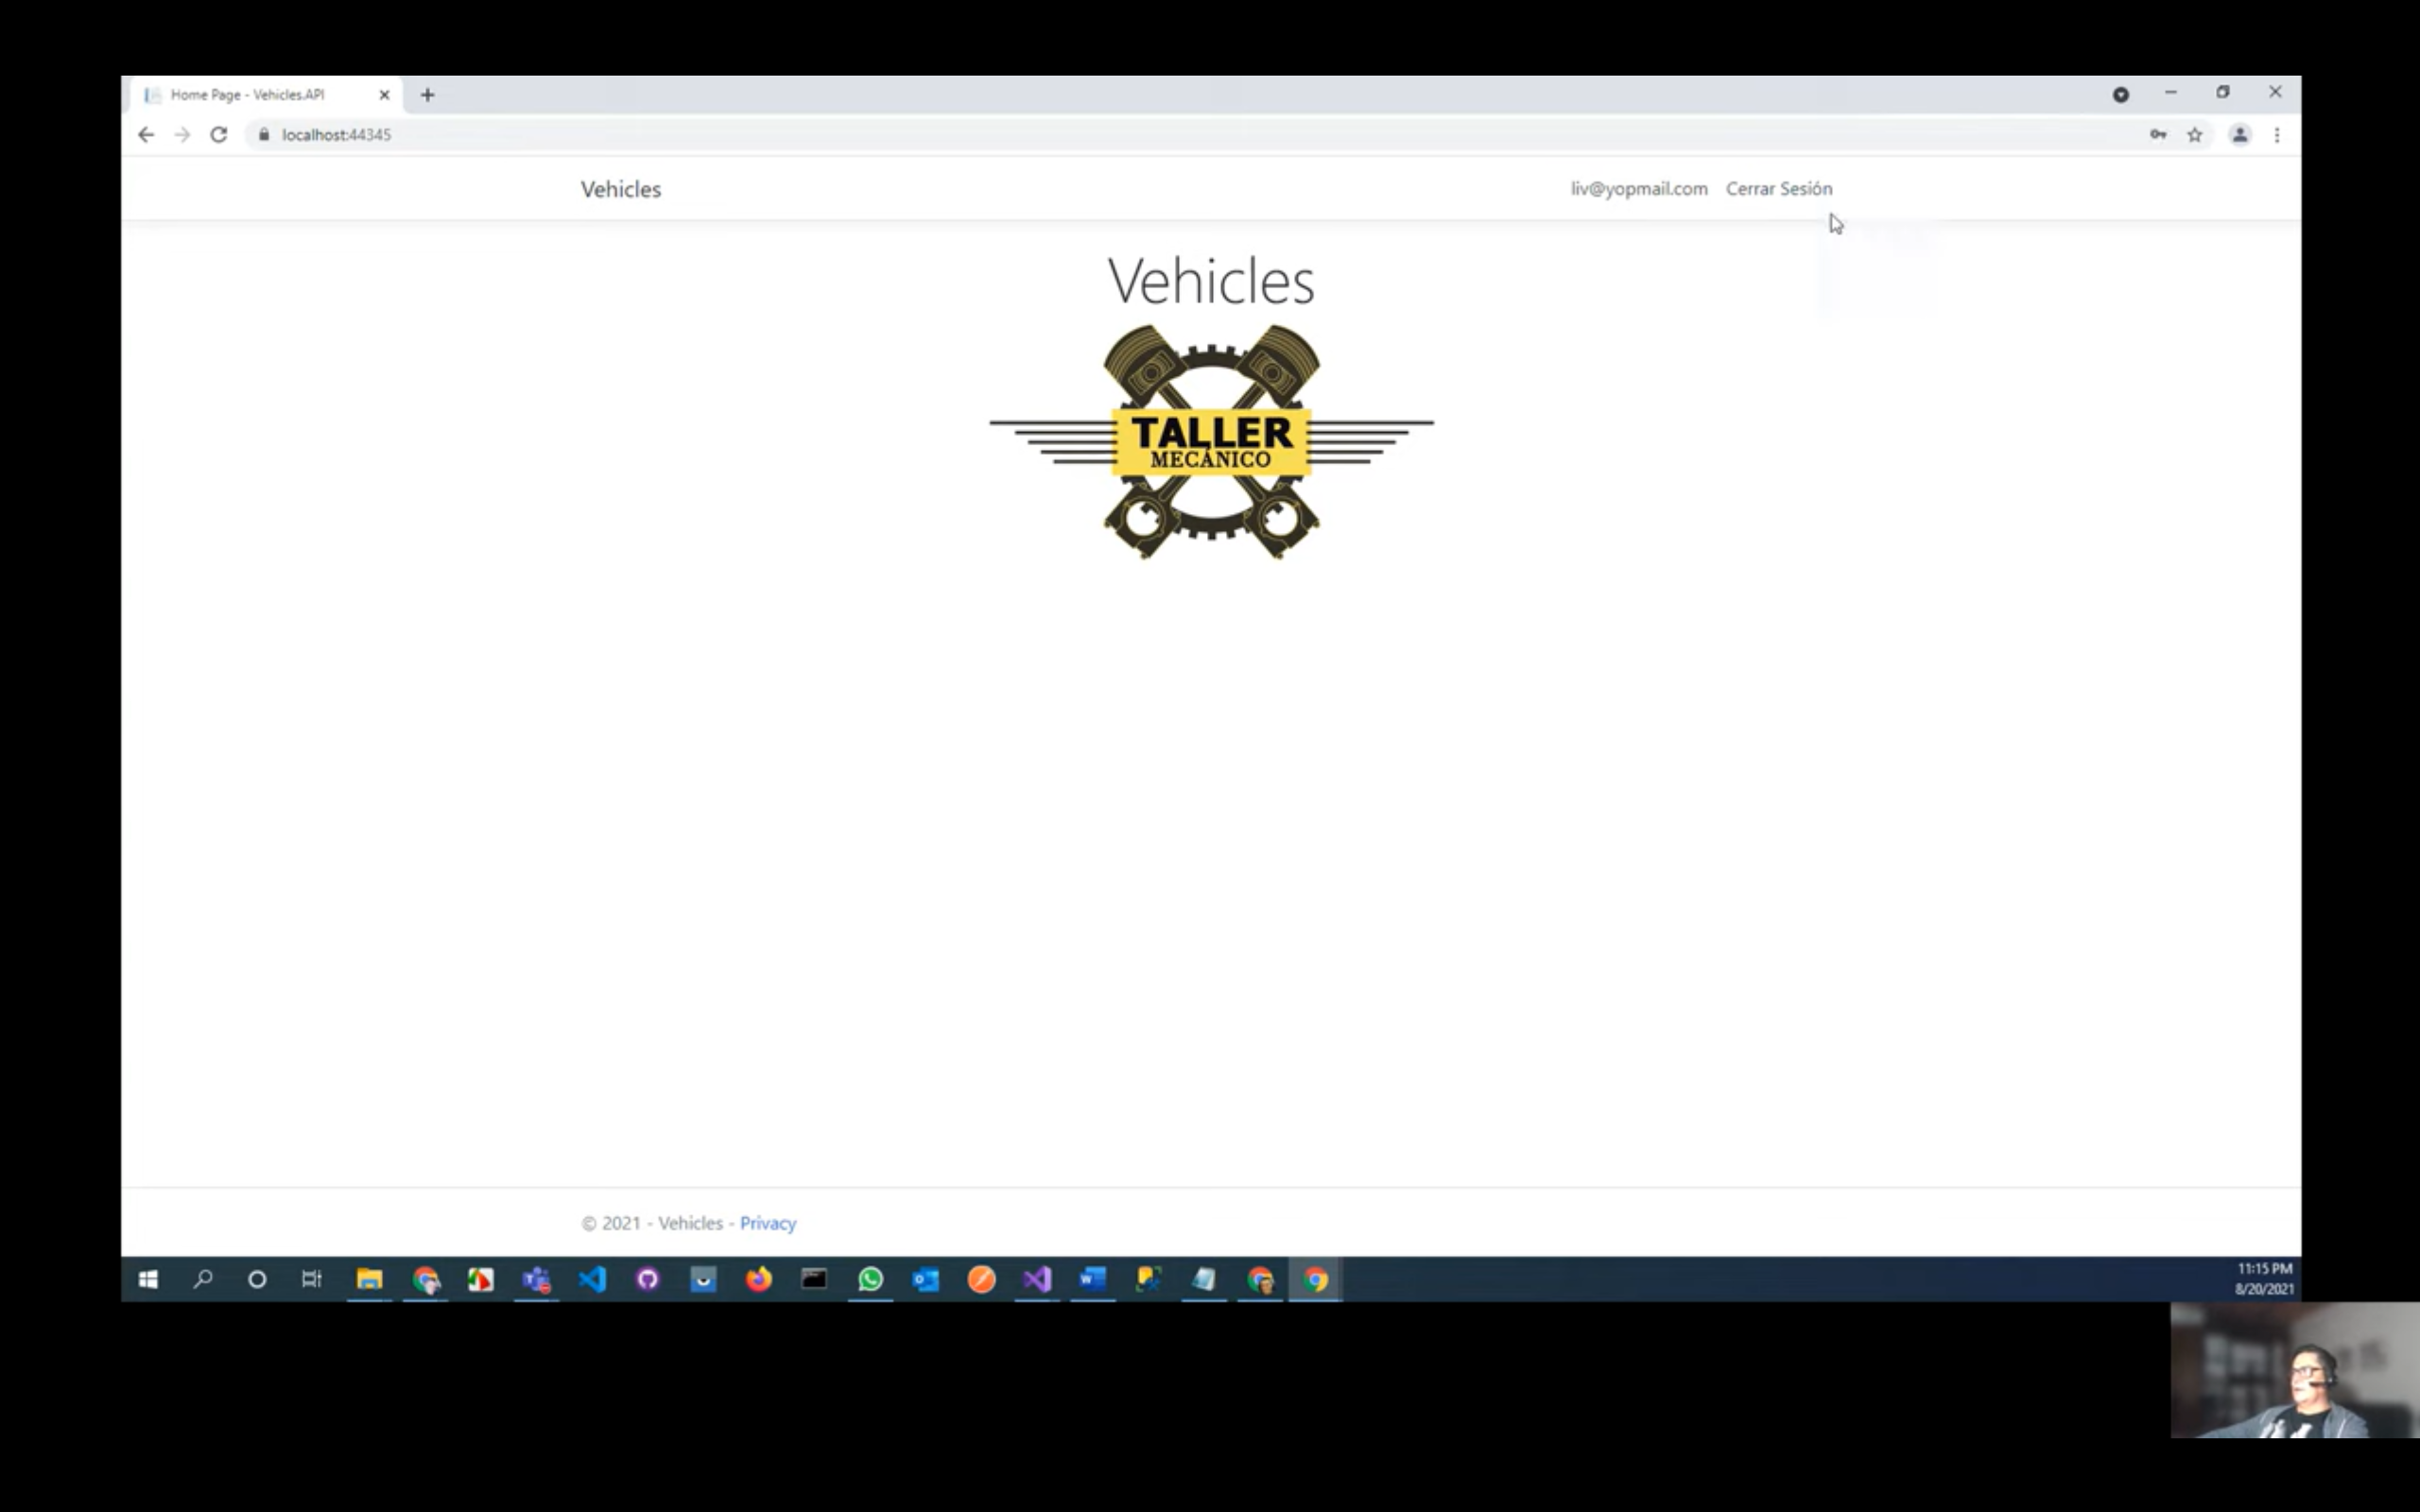 Home Page - Vehicles.API
localhost:44345
Vehicles
liv@yopmail.com Cerrar Sesión
Vehicles
TALLER
MECÁNICO
© 2021 - Vehicles - Privacy
11:15 PM
8/20/2021